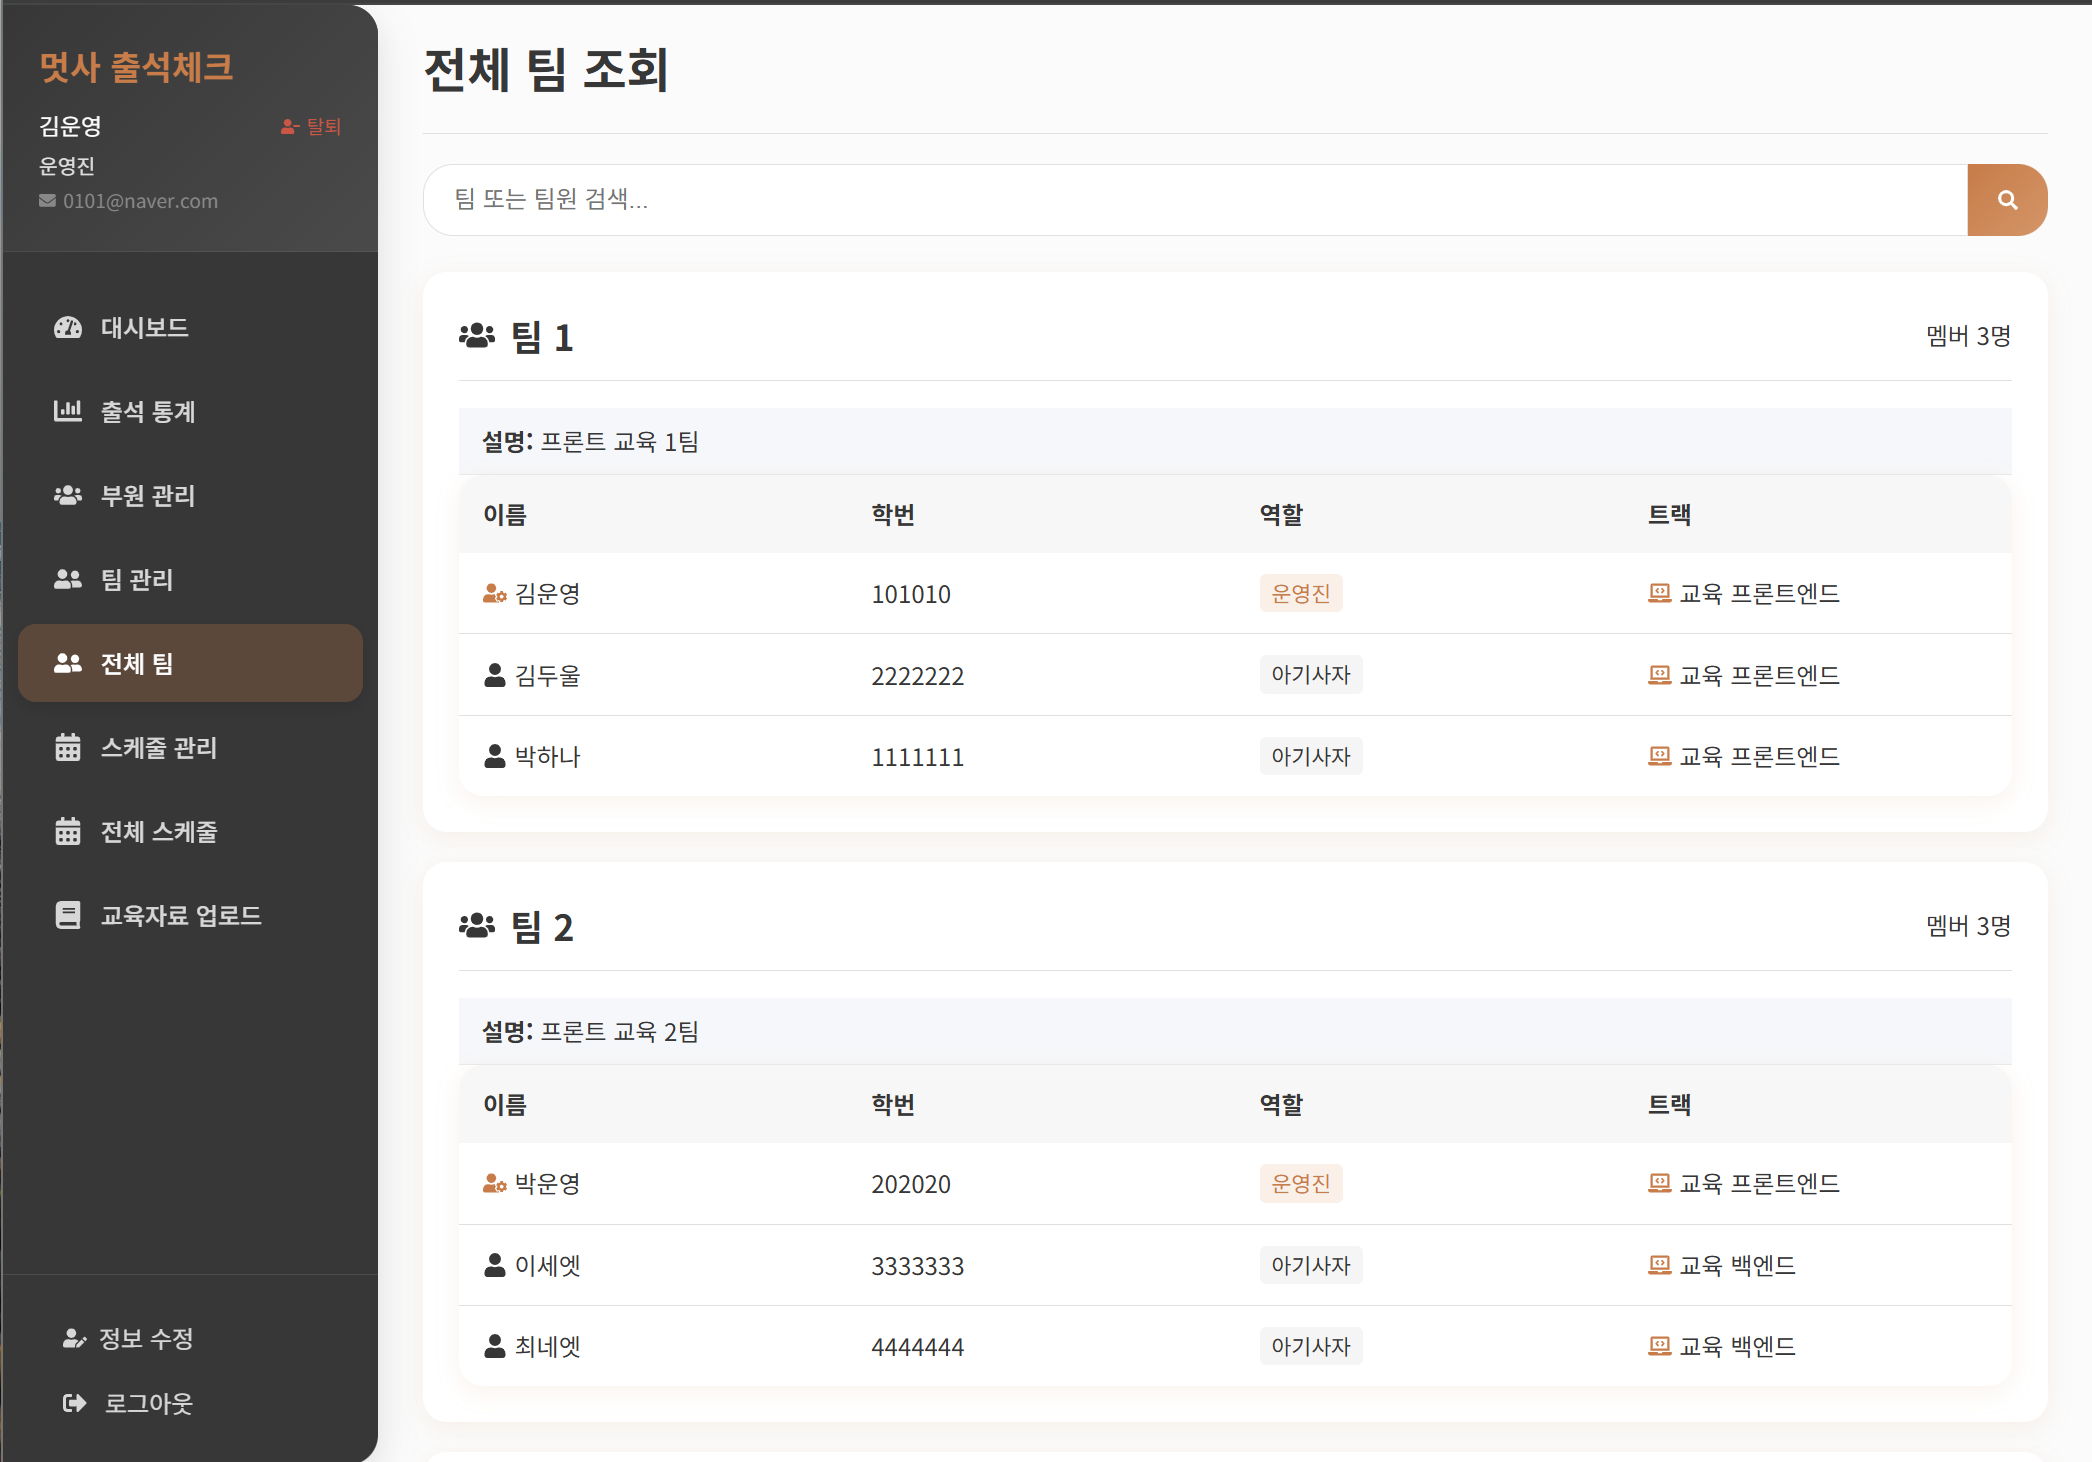 멋사 출석체크
김운영 탈퇴
운영진
0101@naver.com
대시보드
출석 통계
부원 관리
팀 관리
전체 팀
스케줄 관리
전체 스케줄
교육자료 업로드
정보 수정
로그아웃
전체 팀 조회
팀 또는 팀원 검색...
팀 1 멤버 3명
설명: 프론트 교육 1팀
이름 학번 역할 트랙
김운영 101010 운영진 교육 프론트엔드
김두울 2222222 아기사자 교육 프론트엔드
박하나 1111111 아기사자 교육 프론트엔드
팀 2 멤버 3명
설명: 프론트 교육 2팀
이름 학번 역할 트랙
박운영 202020 운영진 교육 프론트엔드
이세엣 3333333 아기사자 교육 백엔드
최네엣 4444444 아기사자 교육 백엔드